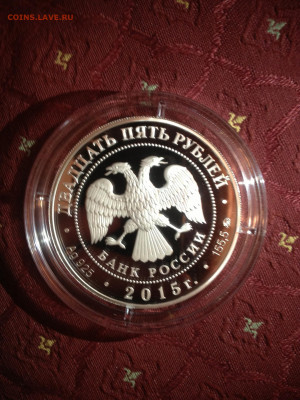 COINS.LAVE.RU
ДВАДЦАТЬ ПЯТЬ РУБЛЕЙ
БАНК РОССИИ
Ag 925
155,5
2015г.